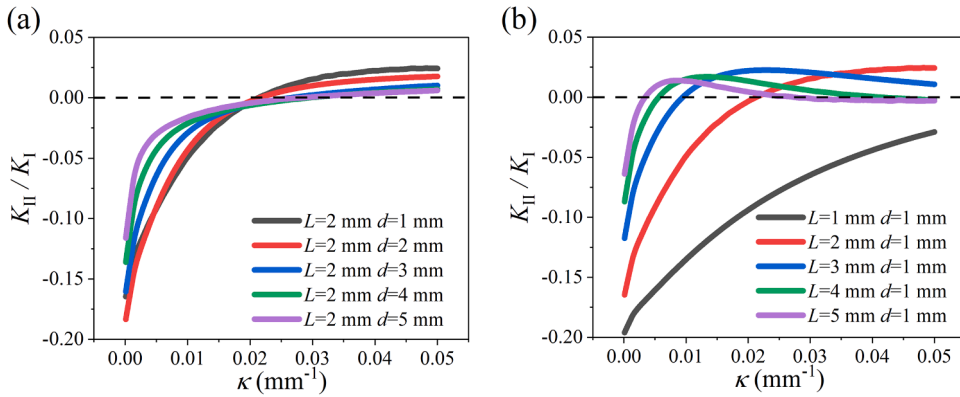 (a)
0.05
0.00
-0.05
-0.10
-0.15
-0.20
K_II / K_I
L=2 mm d=1 mm
L=2 mm d=2 mm
L=2 mm d=3 mm
L=2 mm d=4 mm
L=2 mm d=5 mm
0.00 0.01 0.02 0.03 0.04 0.05
κ (mm⁻¹)
(b)
0.05
0.00
-0.05
-0.10
-0.15
-0.20
K_II / K_I
L=1 mm d=1 mm
L=2 mm d=1 mm
L=3 mm d=1 mm
L=4 mm d=1 mm
L=5 mm d=1 mm
0.00 0.01 0.02 0.03 0.04 0.05
κ (mm⁻¹)